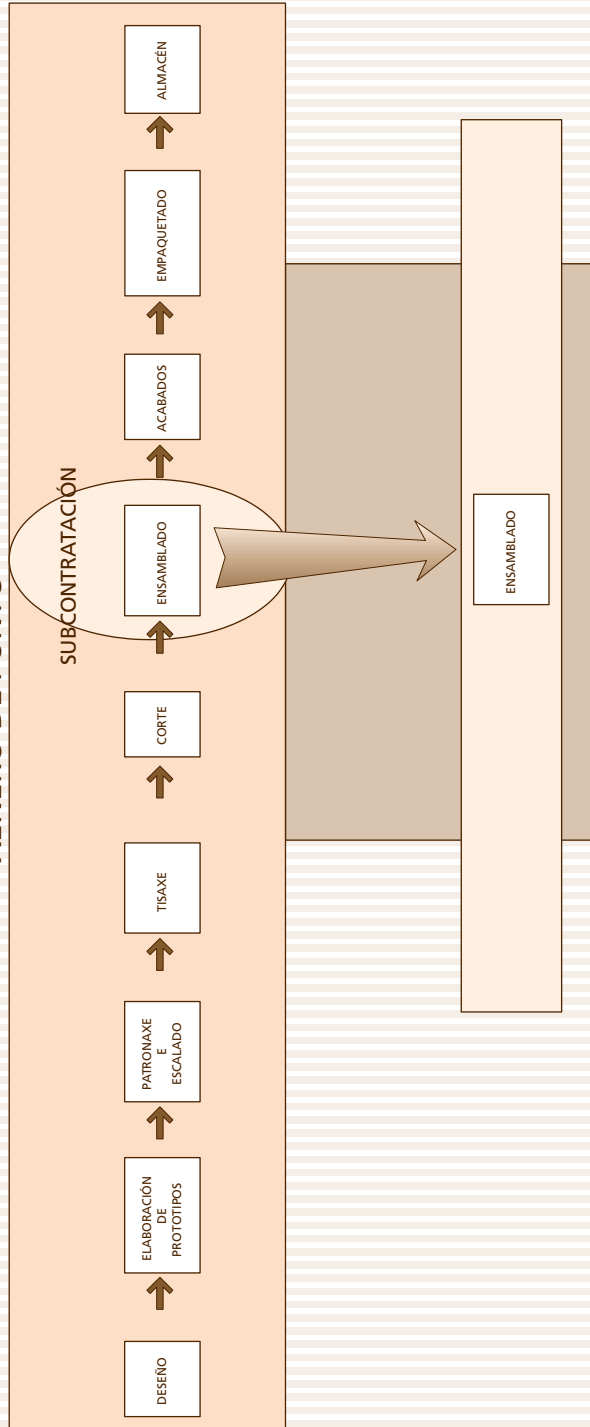 SUBCONTRATACIÓN
DESEÑO
ELABORACIÓN
DE
PROTOTIPOS
PATRONAXE
E
ESCALADO
TISAXE
CORTE
ENSAMBLADO
ACABADOS
EMPAQUETADO
ALMACÉN
ENSAMBLADO